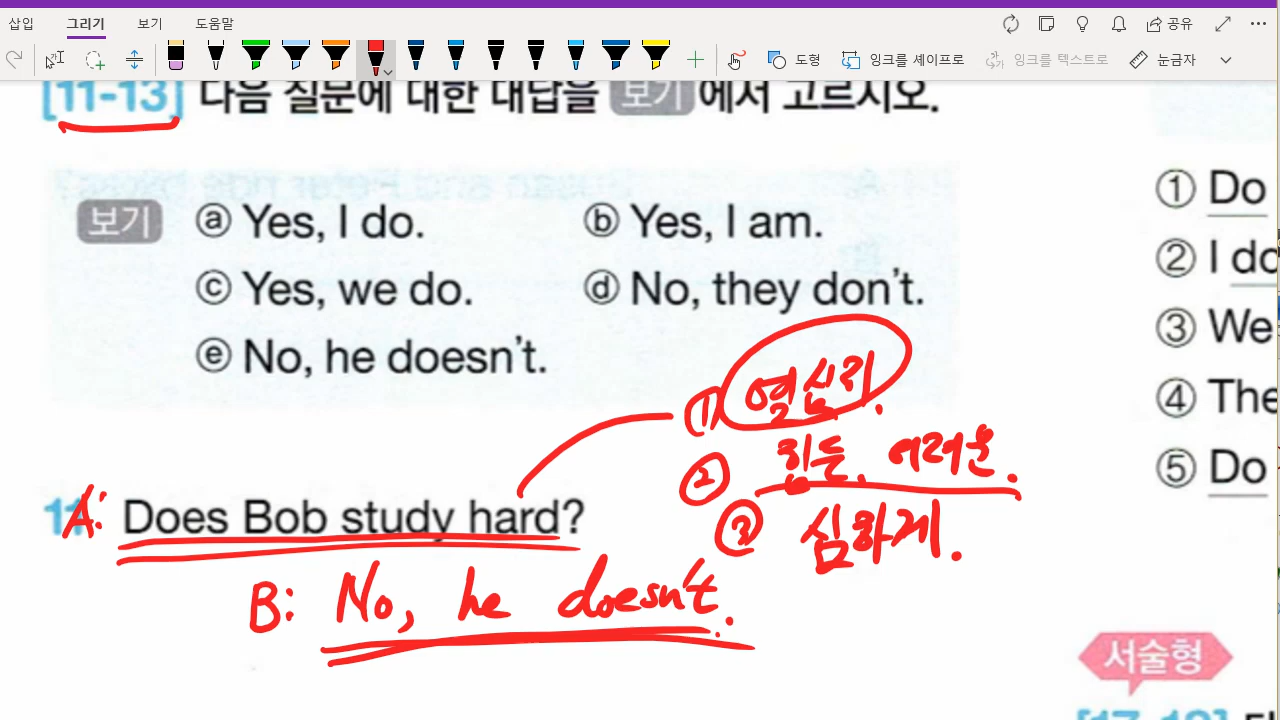 삽입 그리기 보기 도움말 공유
도형 잉크를 셰이프로 잉크를 텍스트로 눈금자
[11-13] 다음 질문에 대한 대답을 보기 에서 고르시오.
보기 ⓐ Yes, I do. ⓑ Yes, I am.
ⓒ Yes, we do. ⓓ No, they don't.
ⓔ No, he doesn't.
① 열심히.
② 힘든, 어려운.
③ 심하게.
11 A: Does Bob study hard?
B: No, he doesn't.
① Do
② I do
③ We
④ The
⑤ Do
서술형